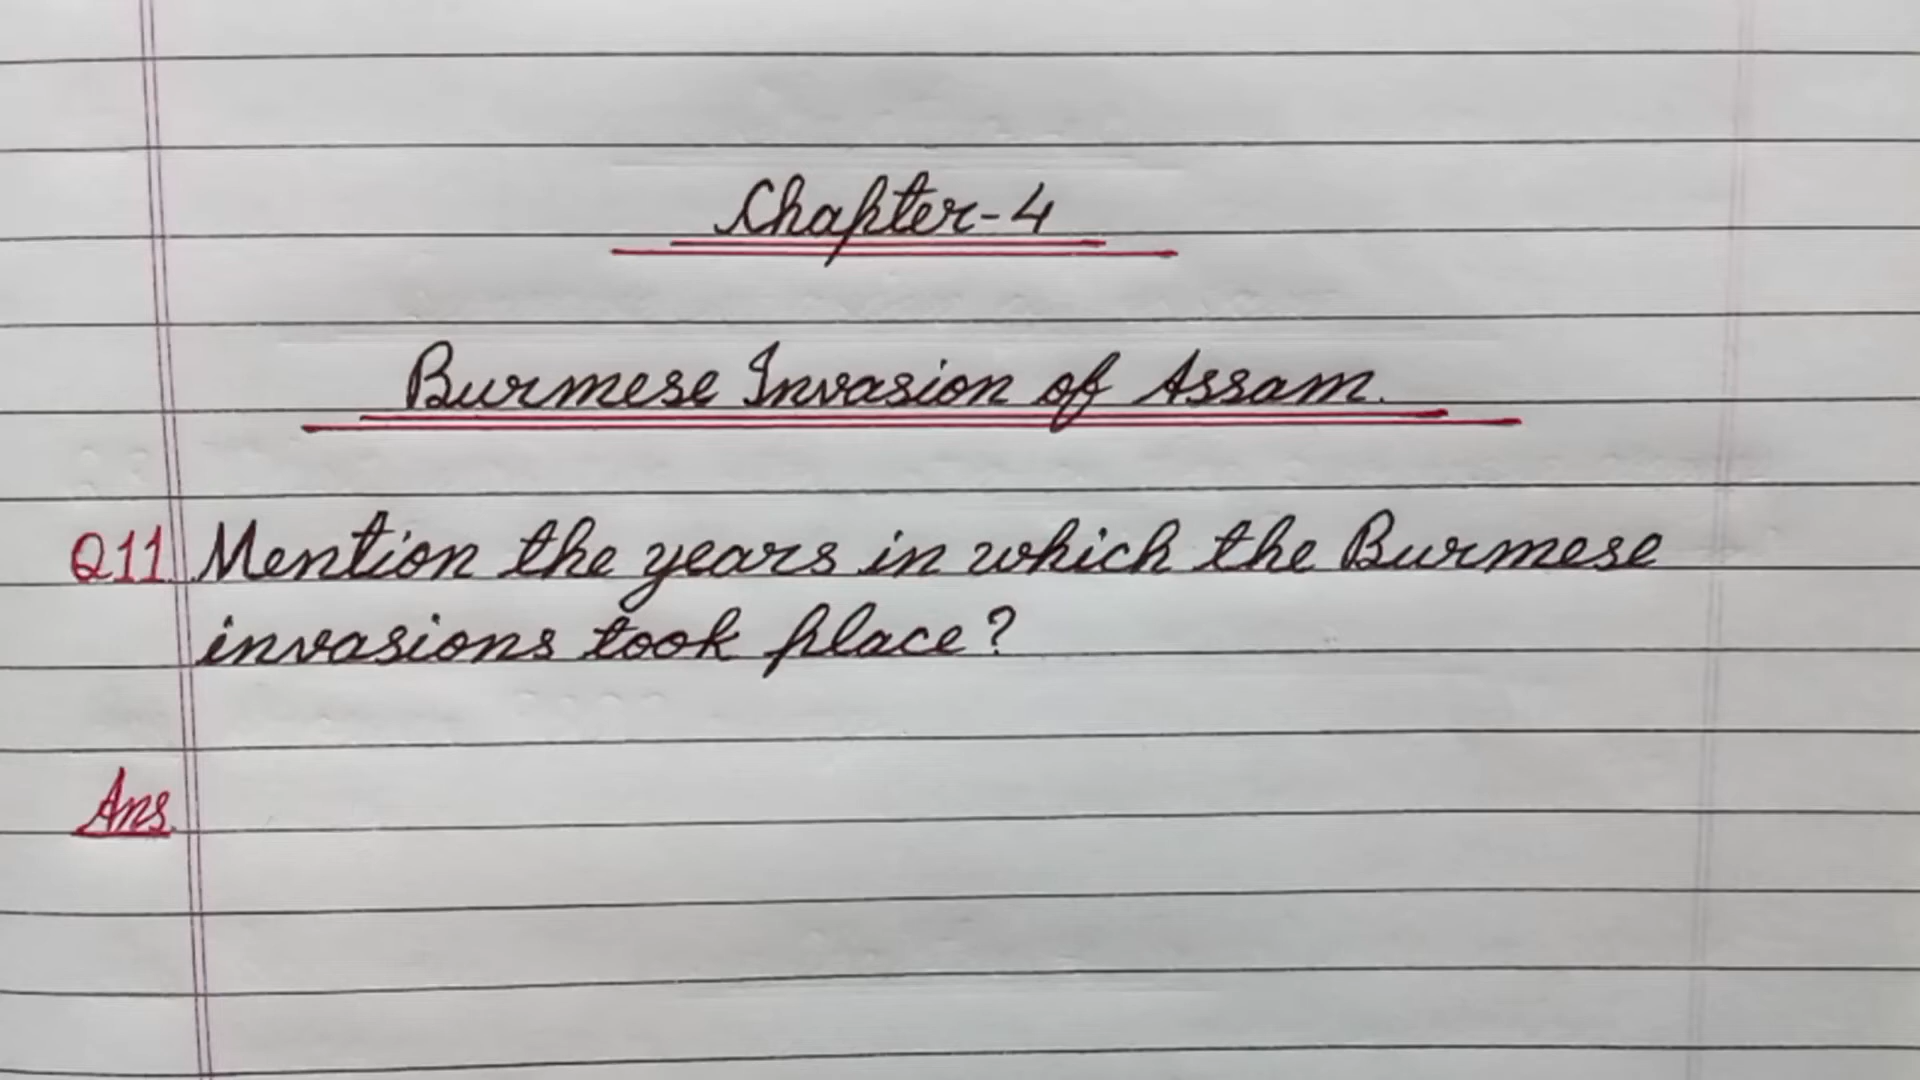 Chapter-4
Burmese Invasion of Assam.
Q11 Mention the years in which the Burmese
invasions took place?
Ans.